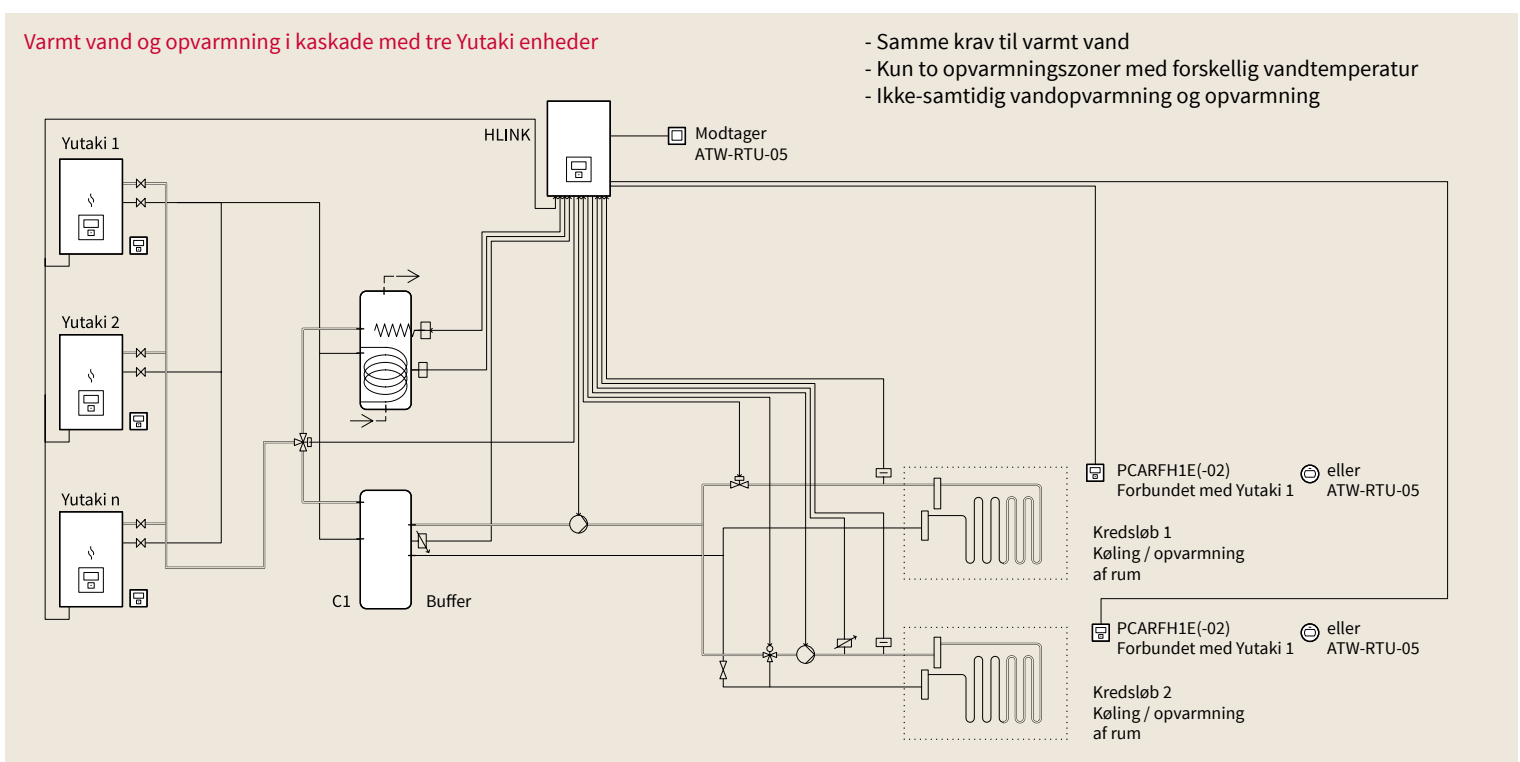 Varmt vand og opvarmning i kaskade med tre Yutaki enheder
- Samme krav til varmt vand
- Kun to opvarmningszoner med forskellig vandtemperatur
- Ikke-samtidig vandopvarmning og opvarmning
HLINK
Modtager
ATW-RTU-05
Yutaki 1
Yutaki 2
Yutaki n
C1
Buffer
PCARFH1E(-02)
Forbundet med Yutaki 1
eller
ATW-RTU-05
Kredsløb 1
Køling / opvarmning
af rum
PCARFH1E(-02)
Forbundet med Yutaki 1
eller
ATW-RTU-05
Kredsløb 2
Køling / opvarmning
af rum